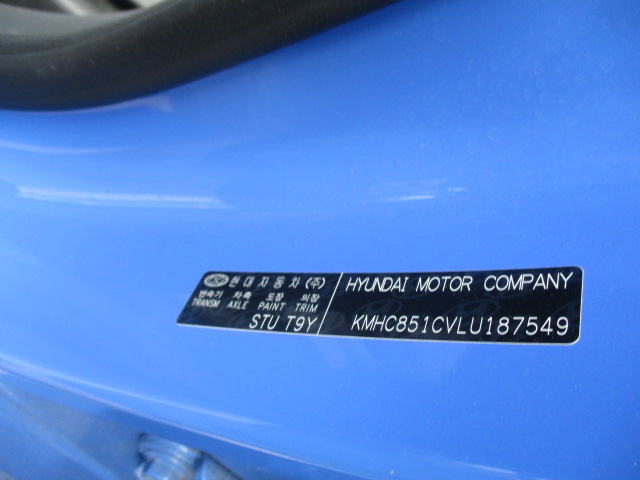 현대자동차(주)
변속기 차축 도장 의장
TRANSM AXLE PAINT TRIM
STU T9Y
HYUNDAI MOTOR COMPANY
KMHC851CVLU187549